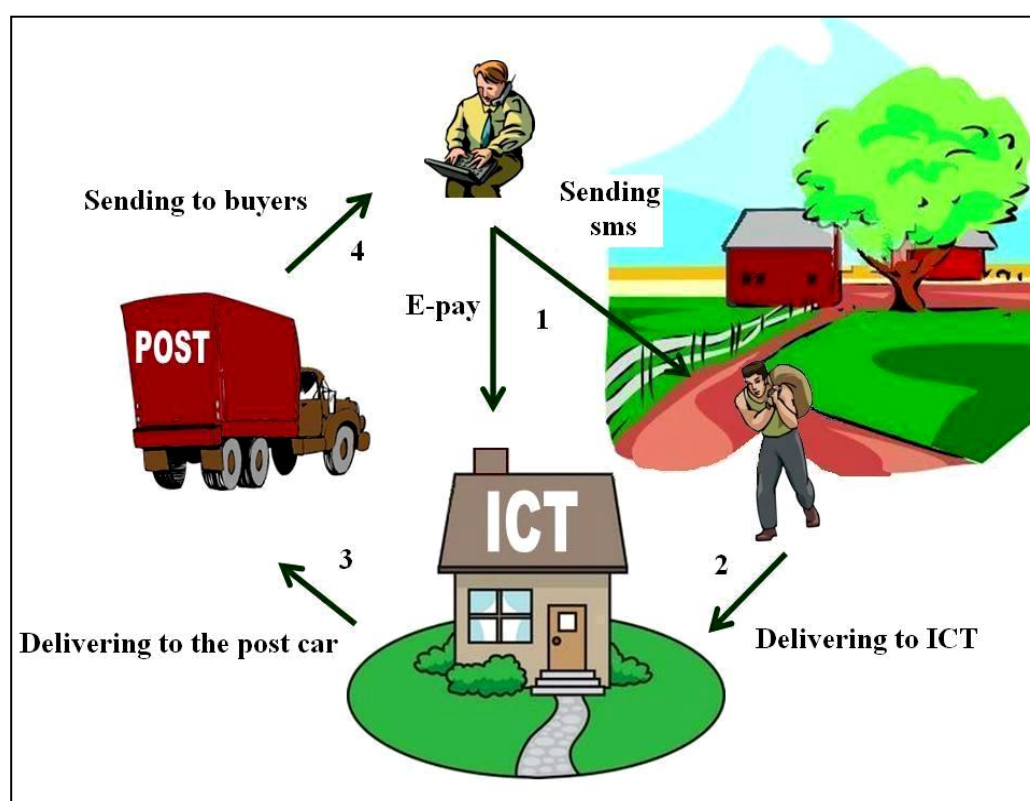 Sending to buyers
Sending
sms
4
E-pay
1
POST
ICT
3
2
Delivering to the post car
Delivering to ICT